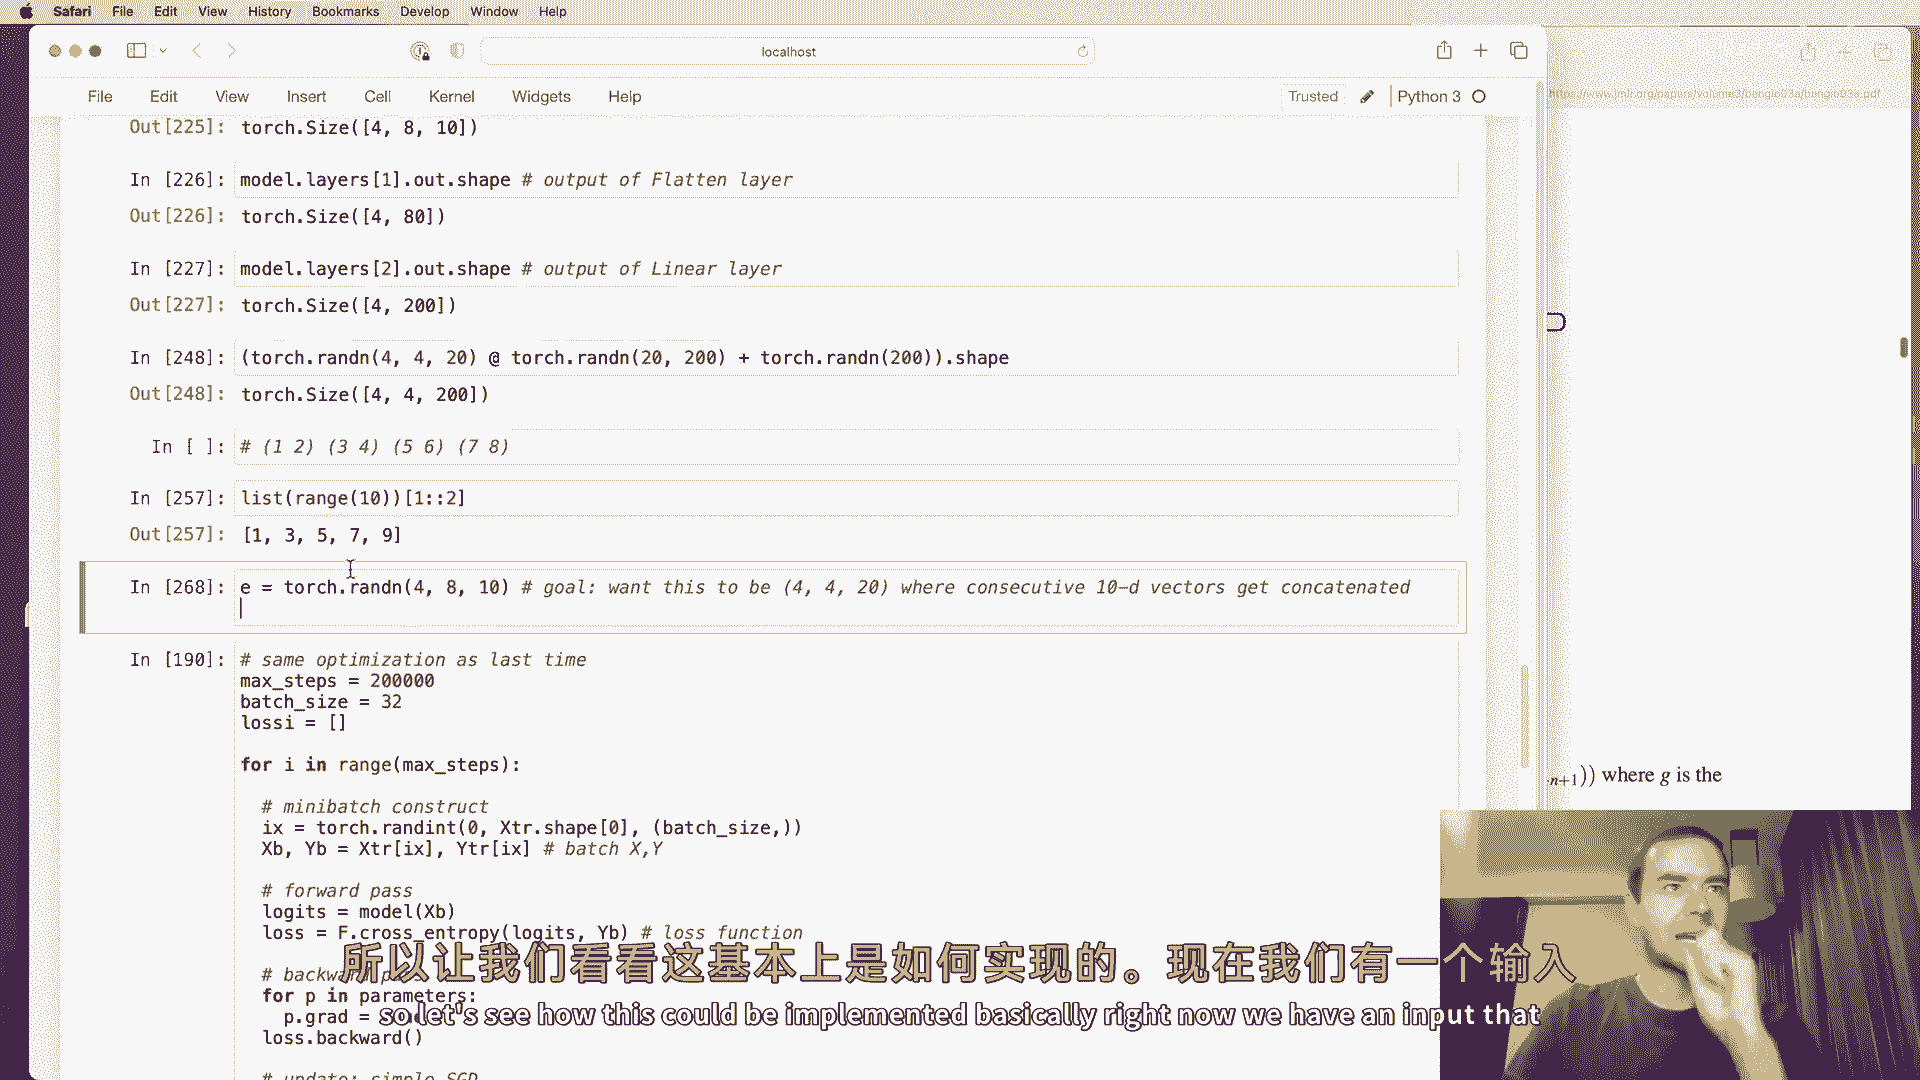 Safari File Edit View History Bookmarks Develop Window Help
localhost
File Edit View Insert Cell Kernel Widgets Help
Trusted Python 3
https://www.jmlr.org/papers/volume3/bengio03a/bengio03a.pdf
Out[225]: torch.Size([4, 8, 10])
In [226]: model.layers[1].out.shape # output of Flatten layer
Out[226]: torch.Size([4, 80])
In [227]: model.layers[2].out.shape # output of Linear layer
Out[227]: torch.Size([4, 200])
In [248]: (torch.randn(4, 4, 20) @ torch.randn(20, 200) + torch.randn(200)).shape
Out[248]: torch.Size([4, 4, 200])
In [ ]: # (1 2) (3 4) (5 6) (7 8)
In [257]: list(range(10))[1::2]
Out[257]: [1, 3, 5, 7, 9]
In [268]: e = torch.randn(4, 8, 10) # goal: want this to be (4, 4, 20) where consecutive 10-d vectors get concatenated
In [190]: # same optimization as last time
max_steps = 200000
batch_size = 32
lossi = []
for i in range(max_steps):
# minibatch construct
ix = torch.randint(0, Xtr.shape[0], (batch_size,))
Xb, Yb = Xtr[ix], Ytr[ix] # batch X,Y
# forward pass
logits = model(Xb)
loss = F.cross_entropy(logits, Yb) # loss function
# backward
for p in parameters:
p.grad =
loss.backward()
# update: simple SGD
n+1)) where g is the
所以让我们看看这基本上是如何实现的。现在我们有一个输入
so let's see how this could be implemented basically right now we have an input that